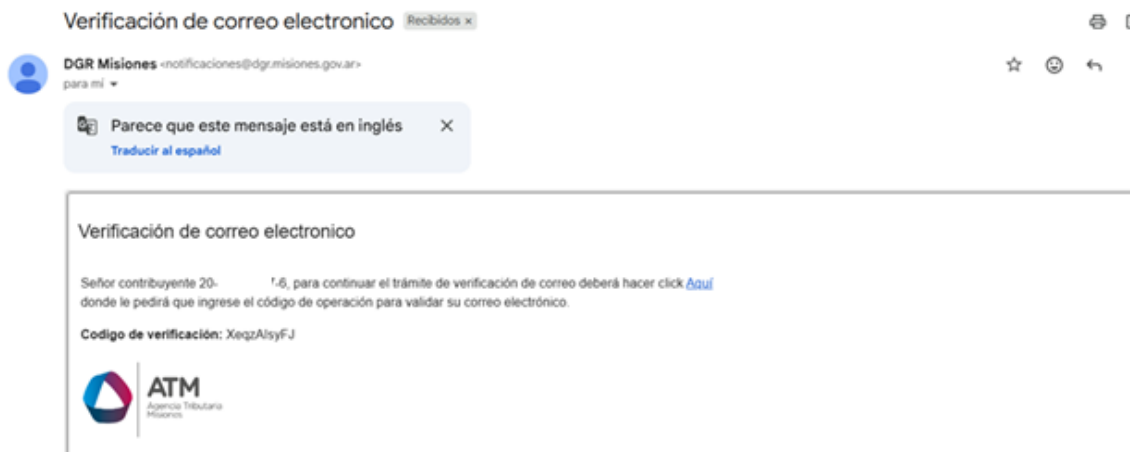 Verificación de correo electronico Recibidos x
DGR Misiones <notificaciones@dgr.misiones.gov.ar>
para mí
Parece que este mensaje está en inglés
Traducir al español
Verificación de correo electronico
Señor contribuyente 20- -6, para continuar el trámite de verificación de correo deberá hacer click Aquí
donde le pedirá que ingrese el código de operación para validar su correo electrónico.
Codigo de verificación: XeqzAlsyFJ
ATM
Agencia Tributaria
Misiones